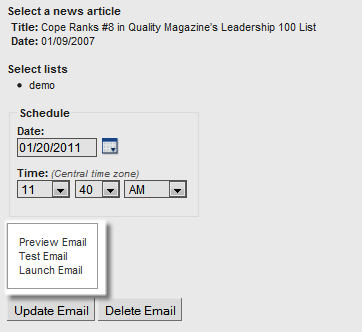 Select a news article
Title: Cope Ranks #8 in Quality Magazine's Leadership 100 List
Date: 01/09/2007
Select lists
demo
Schedule
Date:
01/20/2011
Time: (Central time zone)
11 40 AM
Preview Email
Test Email
Launch Email
Update Email Delete Email